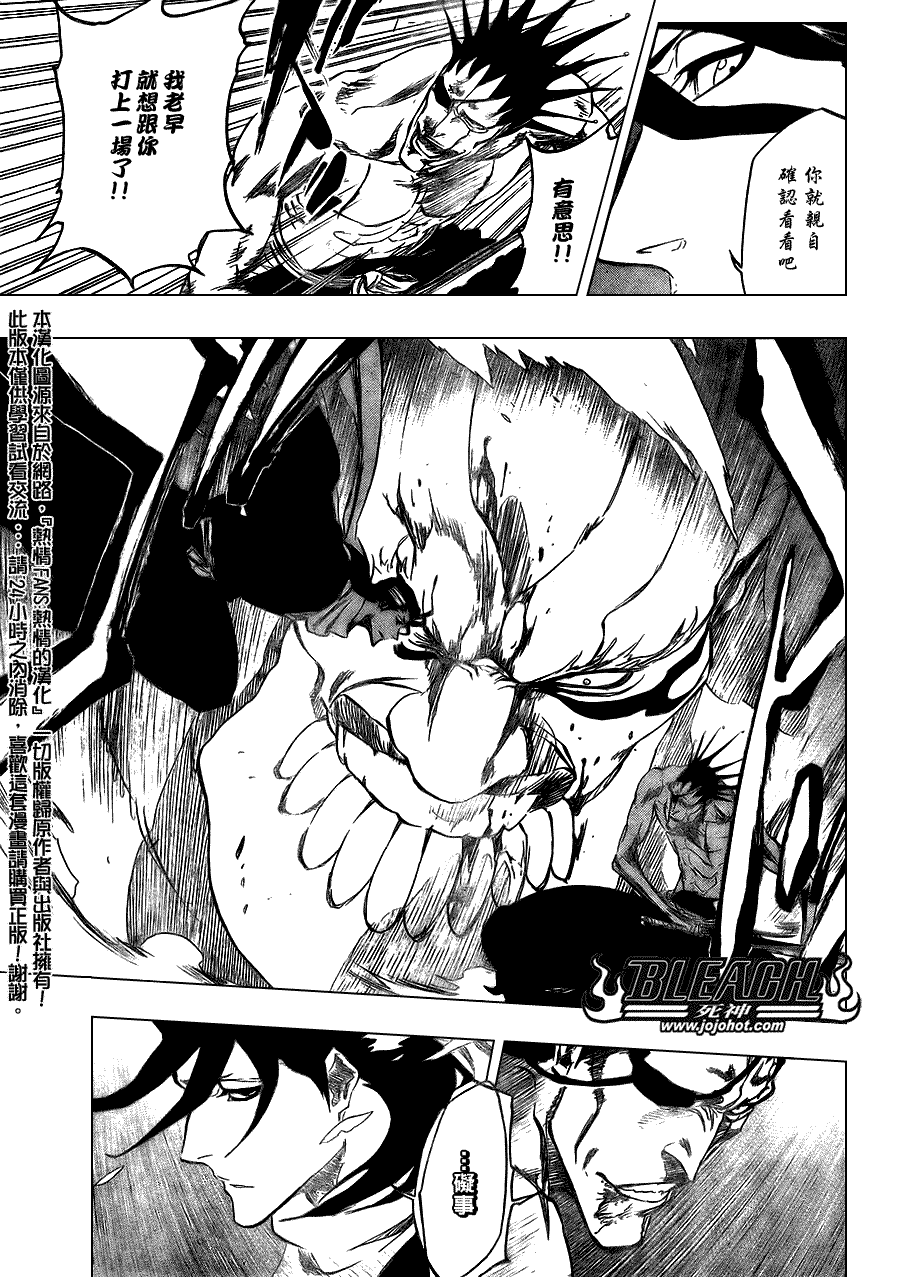 你就親自
確認看看吧
有意思!!
我老早
就想跟你
打上一場了!!
本漢化圖源來自於網路，『熱情FANS熱情的漢化』一切版權歸原作者與出版社擁有！
此版本僅供學習試看交流...請24小時之內消除，喜歡這套漫畫請購買正版！謝謝。
BLEACH
死神
www.jojohot.com
…礙事